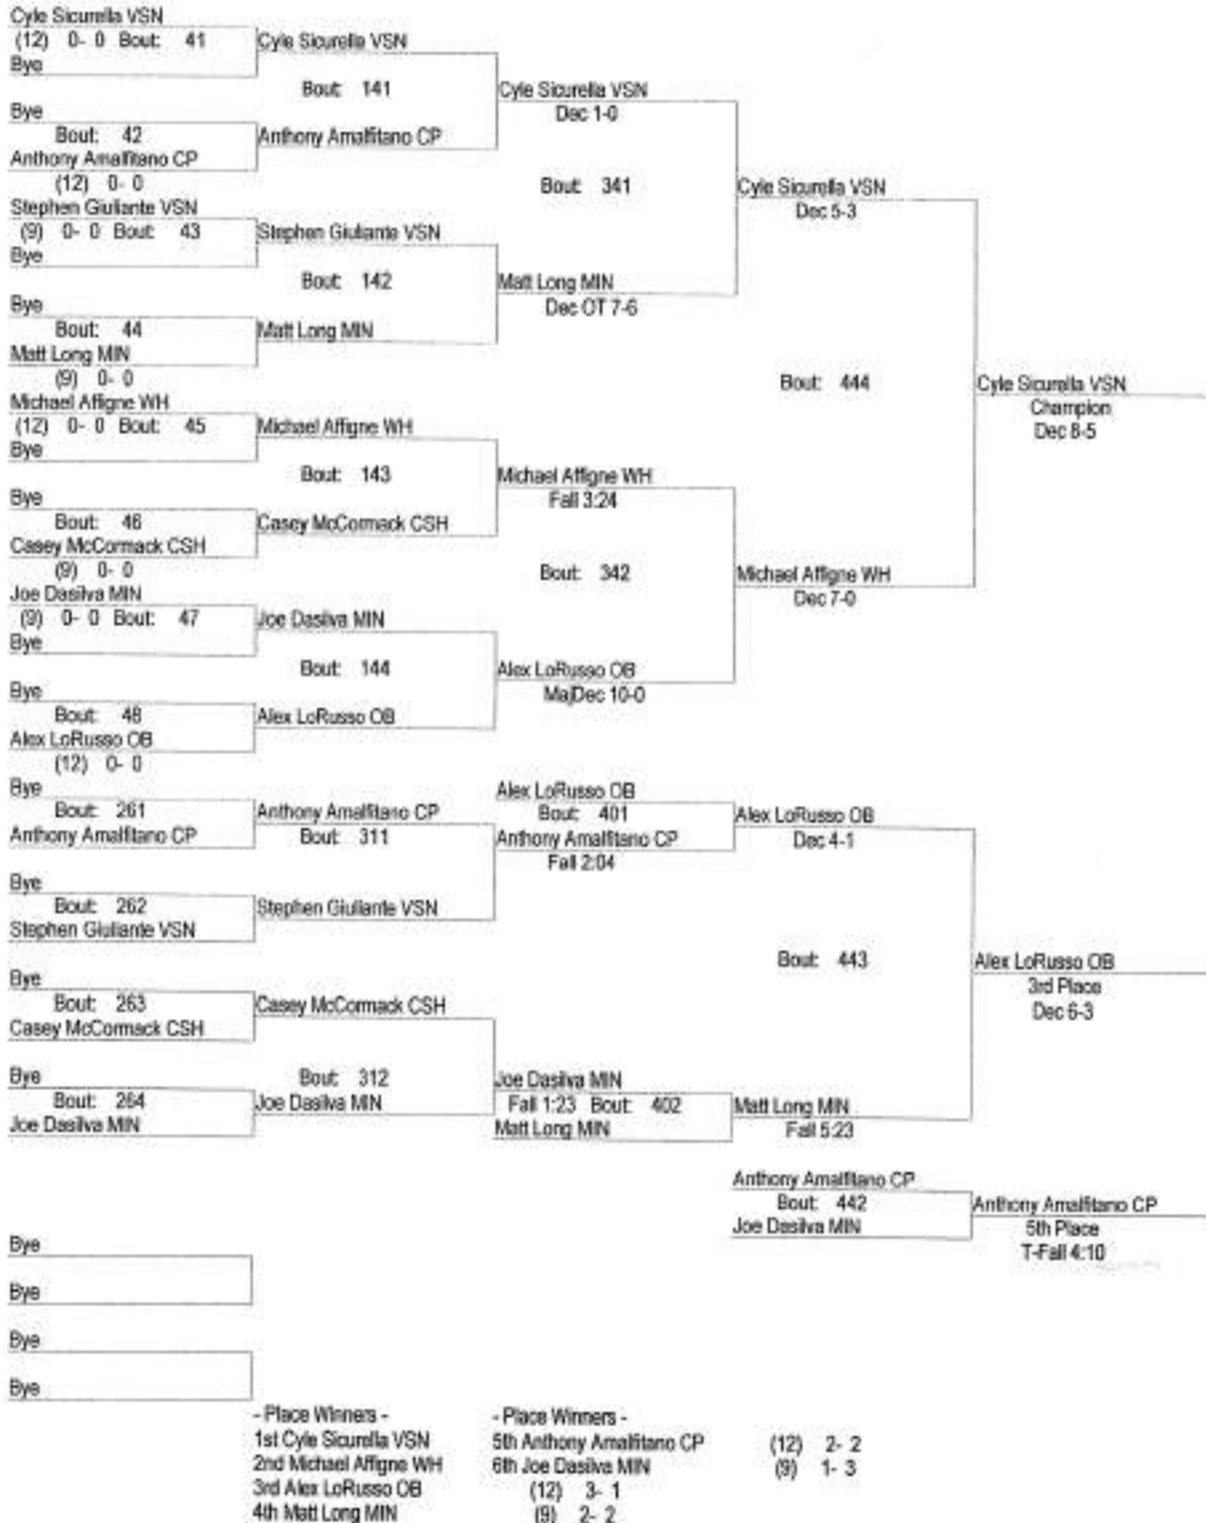 Cyle Sicurella VSN
(12) 0- 0 Bout: 41
Bye
Cyle Sicurella VSN
Bout: 141
Bye
Bout: 42
Anthony Amalfitano CP
(12) 0- 0
Anthony Amalfitano CP
Cyle Sicurella VSN
Dec 1-0
Bout: 341
Stephen Giuliante VSN
(9) 0- 0 Bout: 43
Bye
Stephen Giuliante VSN
Bout: 142
Bye
Bout: 44
Matt Long MIN
(9) 0- 0
Matt Long MIN
Matt Long MIN
Dec OT 7-6
Cyle Sicurella VSN
Dec 5-3
Bout: 444
Cyle Sicurella VSN
Champion
Dec 8-5
Michael Affigne WH
(12) 0- 0 Bout: 45
Bye
Michael Affigne WH
Bout: 143
Bye
Bout: 46
Casey McCormack CSH
(9) 0- 0
Casey McCormack CSH
Michael Affigne WH
Fall 3:24
Bout: 342
Joe Dasilva MIN
(9) 0- 0 Bout: 47
Bye
Joe Dasilva MIN
Bout: 144
Bye
Bout: 48
Alex LoRusso OB
(12) 0- 0
Alex LoRusso OB
Alex LoRusso OB
MajDec 10-0
Michael Affigne WH
Dec 7-0
Bye
Bout: 261
Anthony Amalfitano CP
Anthony Amalfitano CP
Bout: 311
Bye
Bout: 262
Stephen Giuliante VSN
Stephen Giuliante VSN
Alex LoRusso OB
Bout: 401
Anthony Amalfitano CP
Fall 2:04
Alex LoRusso OB
Dec 4-1
Bout: 443
Alex LoRusso OB
3rd Place
Dec 6-3
Bye
Bout: 263
Casey McCormack CSH
Casey McCormack CSH
Bout: 312
Bye
Bout: 264
Joe Dasilva MIN
Joe Dasilva MIN
Joe Dasilva MIN
Fall 1:23 Bout: 402
Matt Long MIN
Matt Long MIN
Fall 5:23
Anthony Amalfitano CP
Bout: 442
Joe Dasilva MIN
Anthony Amalfitano CP
5th Place
T-Fall 4:10
Bye
Bye
Bye
Bye
- Place Winners -
1st Cyle Sicurella VSN
2nd Michael Affigne WH
3rd Alex LoRusso OB
4th Matt Long MIN
- Place Winners -
5th Anthony Amalfitano CP (12) 2- 2
6th Joe Dasilva MIN (9) 1- 3
(12) 3- 1
(9) 2- 2